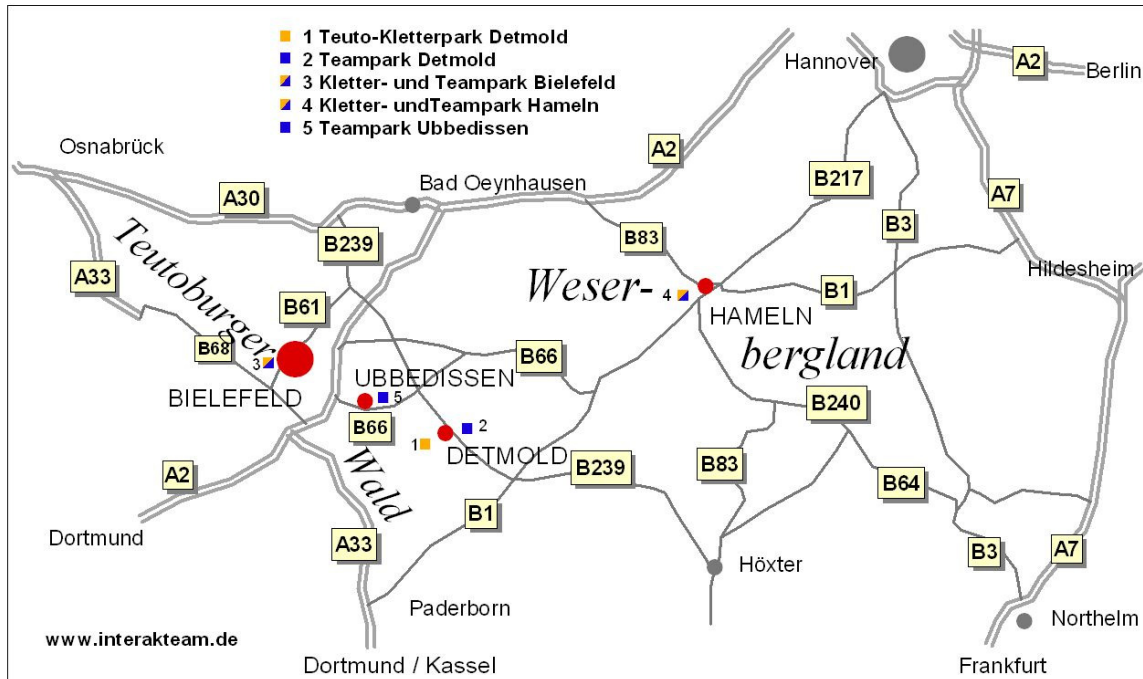 1 Teuto-Kletterpark Detmold
2 Teampark Detmold
3 Kletter- und Teampark Bielefeld
4 Kletter- undTeampark Hameln
5 Teampark Ubbedissen
Hannover
A2
Berlin
Osnabrück
A2
Bad Oeynhausen
B217
A7
A30
B3
B239
B83
Teutoburger
A33
Hildesheim
Weser-
4
B1
B61
HAMELN
B68
bergland
3
B66
UBBEDISSEN
BIELEFELD
5
B240
B66
2
1
DETMOLD
Wald
A2
B239
B83
B64
B1
Dortmund
A33
B3
A7
Höxter
Paderborn
Northelm
www.interakteam.de
Dortmund / Kassel
Frankfurt